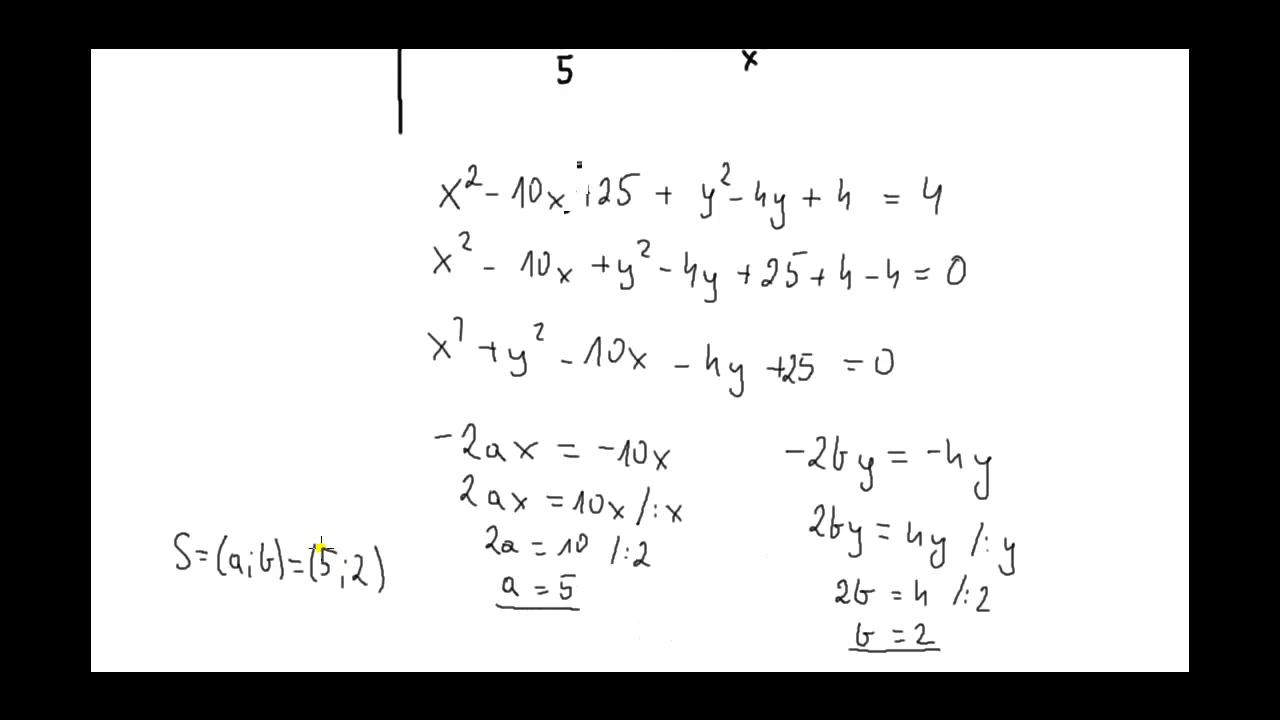 5 x
x² - 10x + 25 + y² - 4y + 4 = 4
x² - 10x + y² - 4y + 25 + 4 - 4 = 0
x² + y² - 10x - 4y + 25 = 0
-2ax = -10x
2ax = 10x /: x
2a = 10 /: 2
a = 5
-2by = -4y
2by = 4y /: y
2b = 4 /: 2
b = 2
S = (a;b) = (5;2)